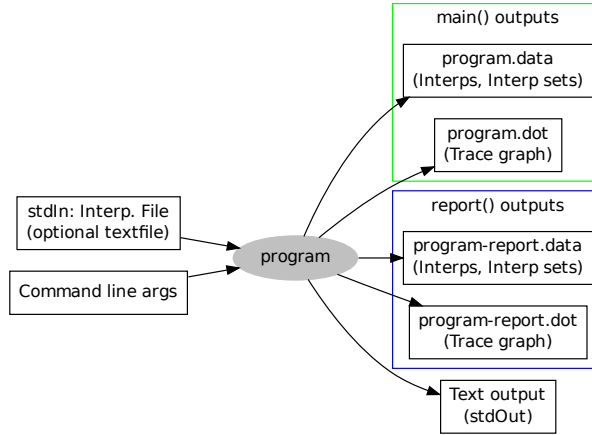 main() outputs
program.data
(Interps, Interp sets)
program.dot
(Trace graph)
stdIn: Interp. File
(optional textfile)
Command line args
program
report() outputs
program-report.data
(Interps, Interp sets)
program-report.dot
(Trace graph)
Text output
(stdOut)